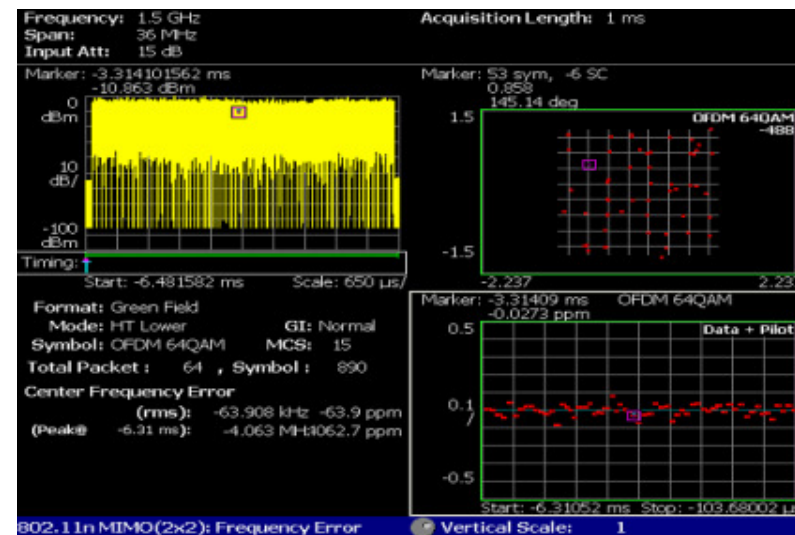 Frequency: 1.5 GHz
Span: 36 MHz
Input Att: 15 dB
Acquisition Length: 1 ms
Marker: -3.314101562 ms
-10.863 dBm
0
dBm
10
dB/
-100
dBm
Timing:
Start: -6.481582 ms Scale: 650 µs/
Marker: 53 sym, -6 SC
0.858
145.14 deg
1.5
OFDM 64QAM
-488
-1.5
-2.237 2.23
Format: Green Field
Mode: HT Lower GI: Normal
Symbol: OFDM 64QAM MCS: 15
Total Packet : 64 , Symbol : 890
Center Frequency Error
(rms): -63.908 kHz -63.9 ppm
(Peak@ -6.31 ms): -4.063 MHz4062.7 ppm
Marker: -3.31409 ms OFDM 64QAM
-0.0273 ppm
0.5
Data + Pilot
0.1
/
-0.5
Start: -6.31052 ms Stop: -103.68002 µ
802.11n MIMO(2x2): Frequency Error
Vertical Scale: 1